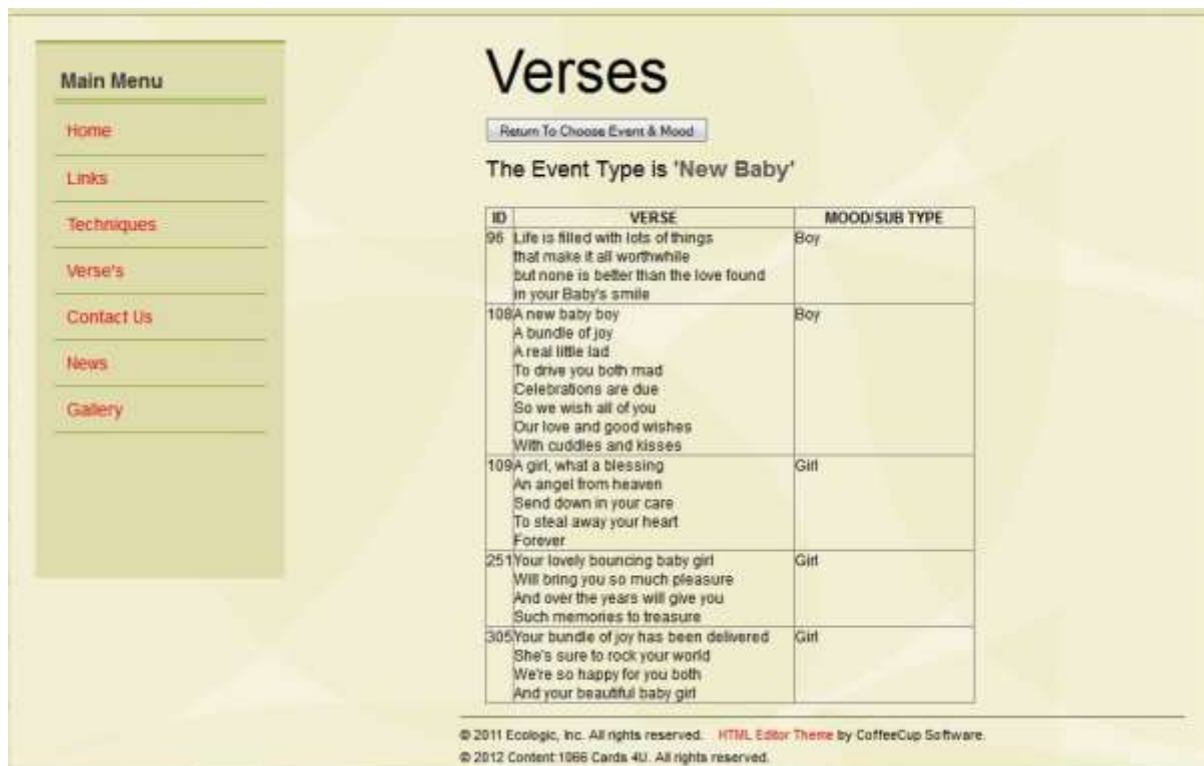 Main Menu
Home
Links
Techniques
Verse's
Contact Us
News
Gallery
Verses
Return To Choose Event & Mood
The Event Type is 'New Baby'
ID VERSE MOOD/SUB TYPE
96 Life is filled with lots of things Boy
that make it all worthwhile
but none is better than the love found
in your Baby's smile
108 A new baby boy Boy
A bundle of joy
A real little lad
To drive you both mad
Celebrations are due
So we wish all of you
Our love and good wishes
With cuddles and kisses
109 A girl, what a blessing Girl
An angel from heaven
Send down in your care
To steal away your heart
Forever
251 Your lovely bouncing baby girl Girl
Will bring you so much pleasure
And over the years will give you
Such memories to treasure
305 Your bundle of joy has been delivered Girl
She's sure to rock your world
We're so happy for you both
And your beautiful baby girl
© 2011 Ecologic, Inc. All rights reserved. HTML Editor Theme by CoffeeCup Software.
© 2012 Content 1066 Cards 4U. All rights reserved.